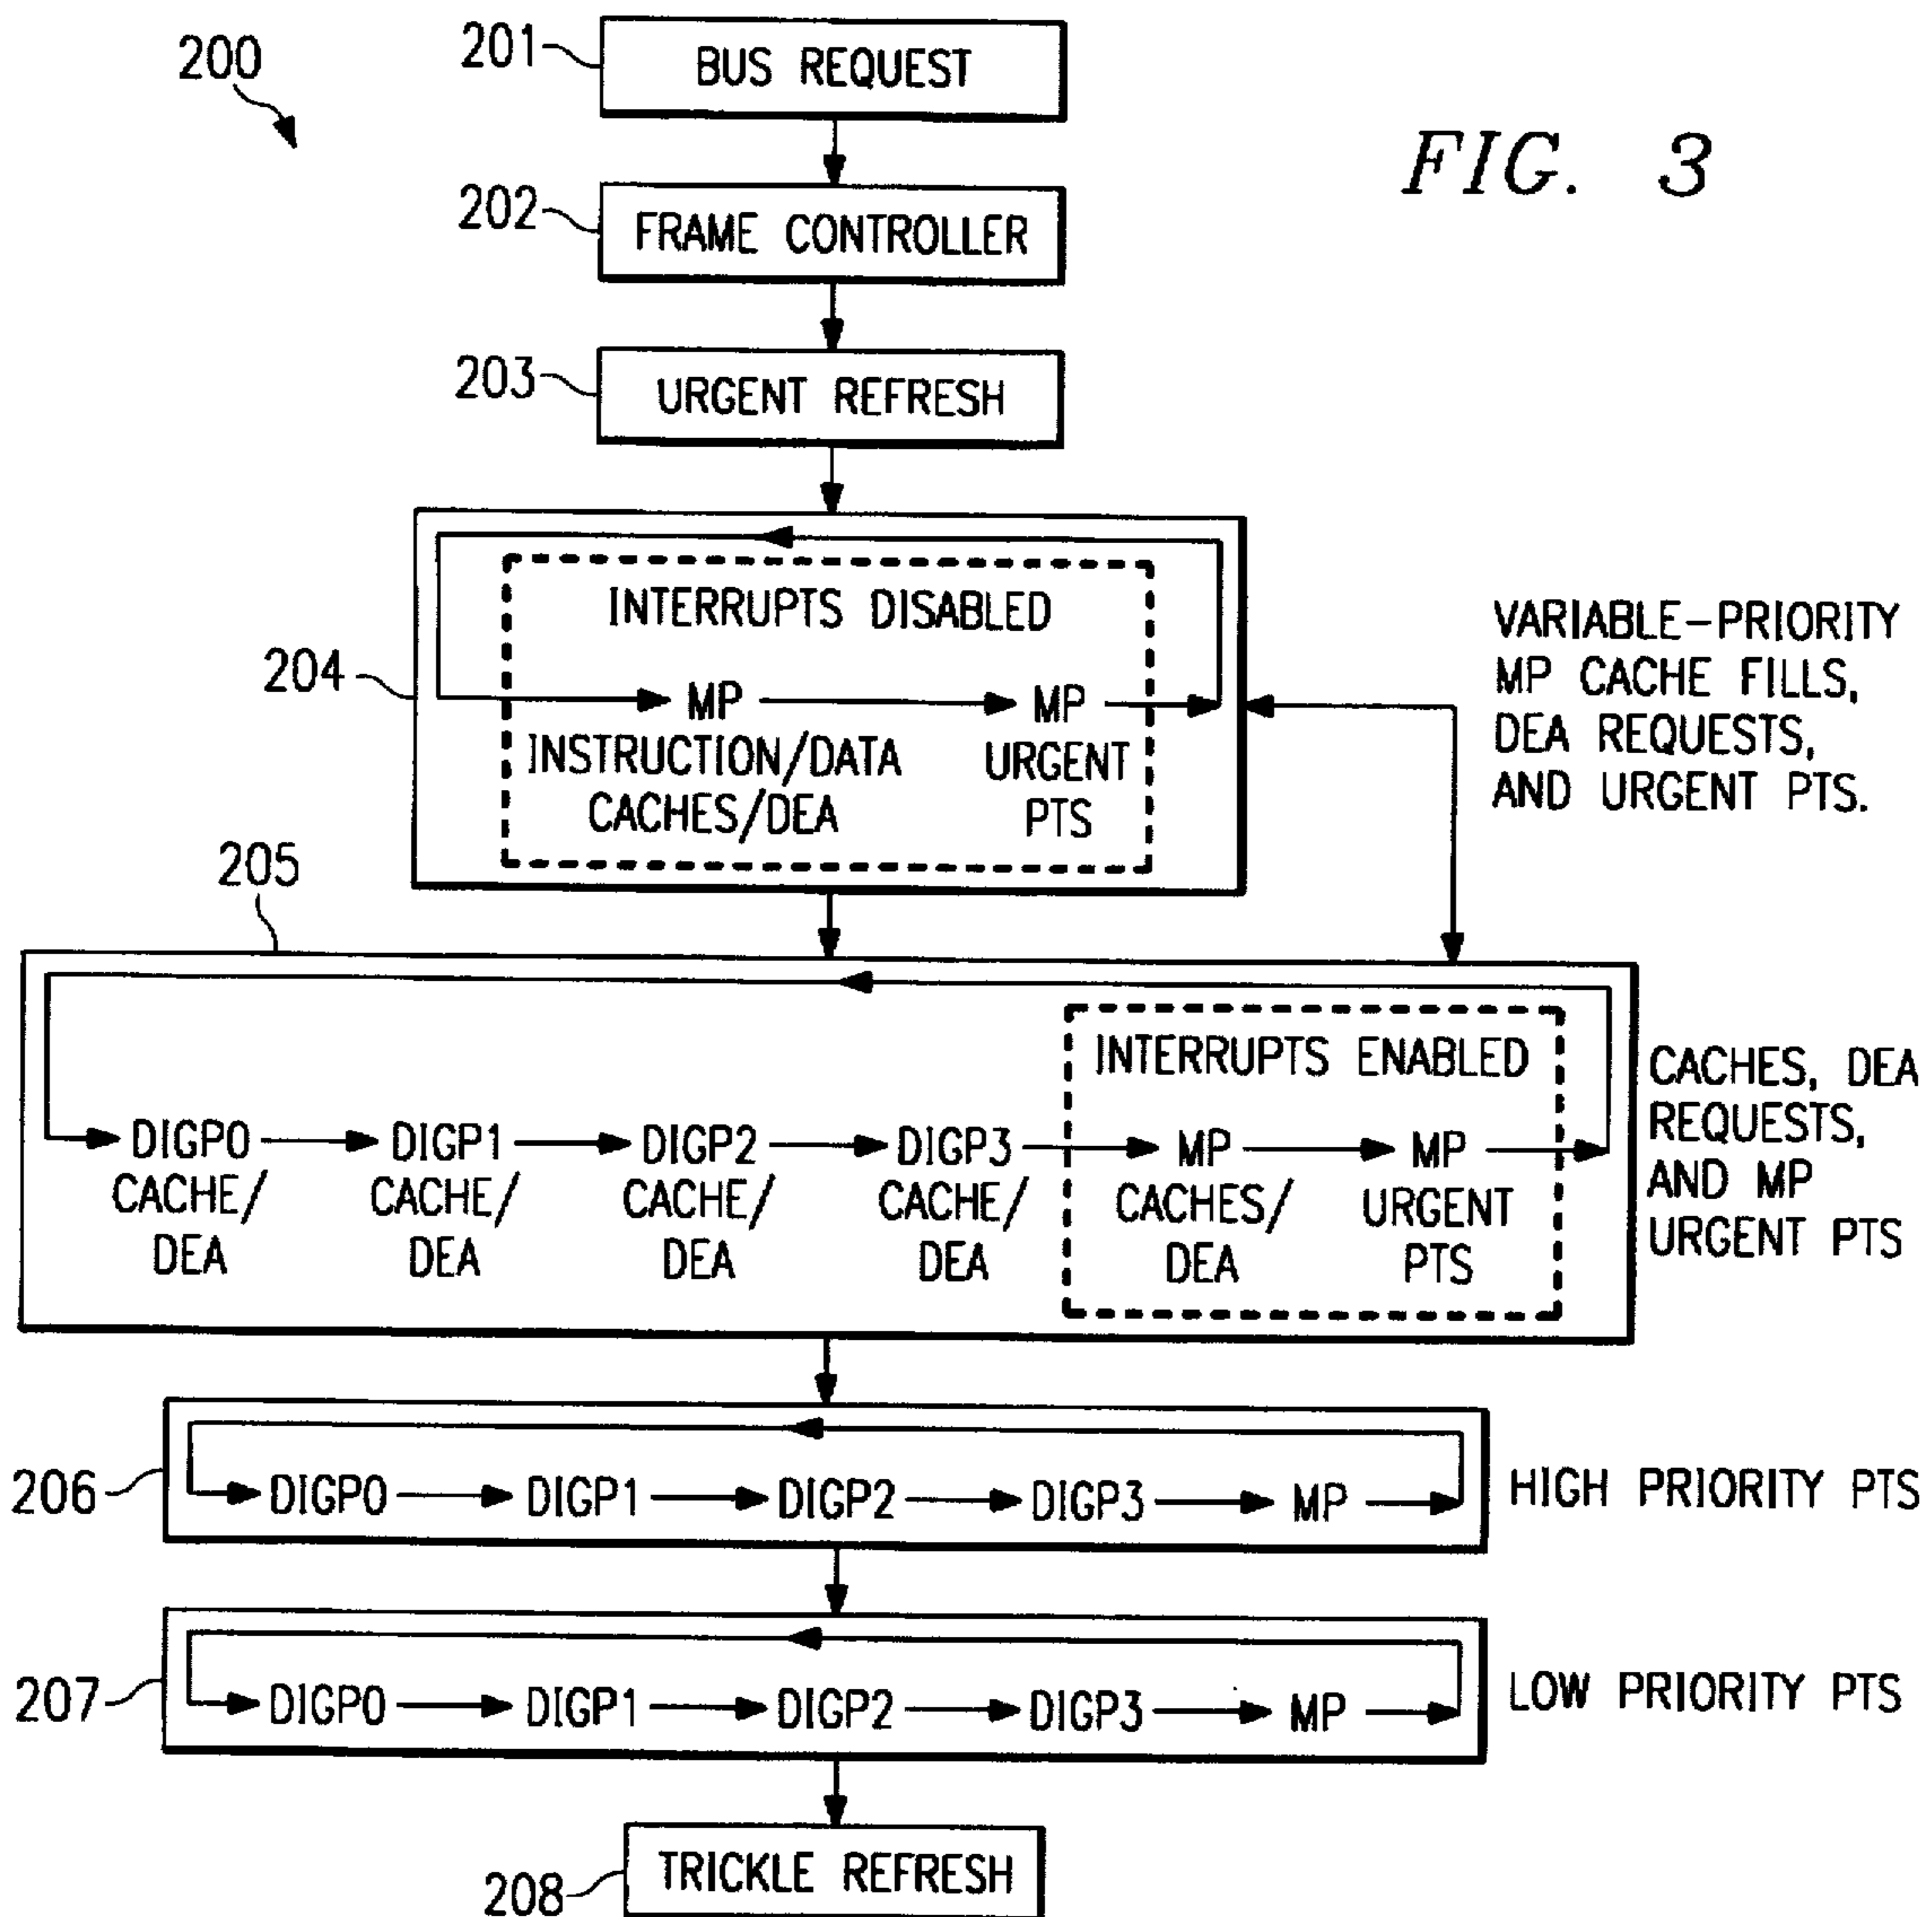 200
201
BUS REQUEST
FIG. 3
202
FRAME CONTROLLER
203
URGENT REFRESH
204
INTERRUPTS DISABLED
MP
INSTRUCTION/DATA
CACHES/DEA
MP
URGENT
PTS
VARIABLE-PRIORITY
MP CACHE FILLS,
DEA REQUESTS,
AND URGENT PTS.
205
DIGP0
CACHE/
DEA
DIGP1
CACHE/
DEA
DIGP2
CACHE/
DEA
DIGP3
CACHE/
DEA
INTERRUPTS ENABLED
MP
CACHES/
DEA
MP
URGENT
PTS
CACHES, DEA
REQUESTS,
AND MP
URGENT PTS
206
DIGP0
DIGP1
DIGP2
DIGP3
MP
HIGH PRIORITY PTS
207
DIGP0
DIGP1
DIGP2
DIGP3
MP
LOW PRIORITY PTS
208
TRICKLE REFRESH